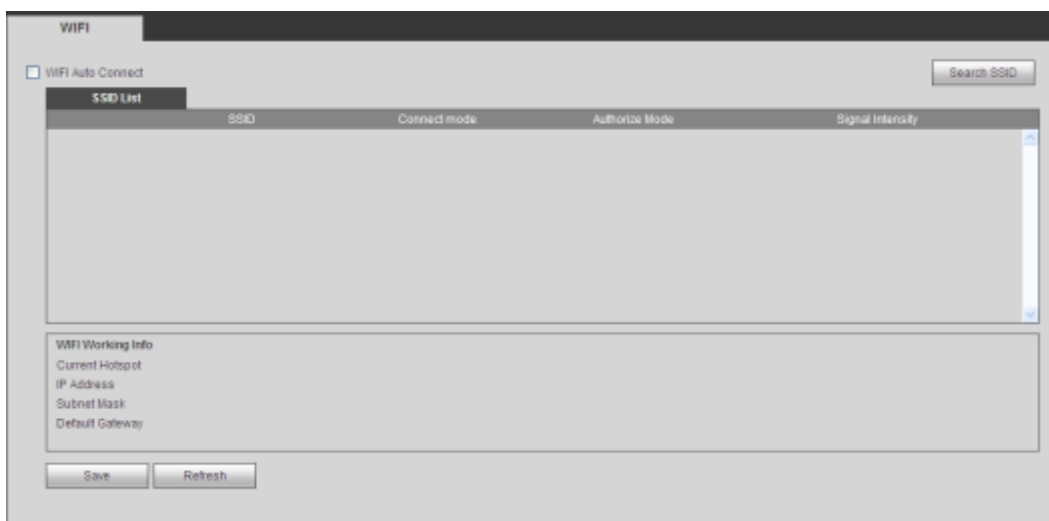 WIFI
WIFI Auto Connect
Search SSID
SSID List
SSID Connect mode Authorize Mode Signal Intensity
WIFI Working Info
Current Hotspot
IP Address
Subnet Mask
Default Gateway
Save Refresh